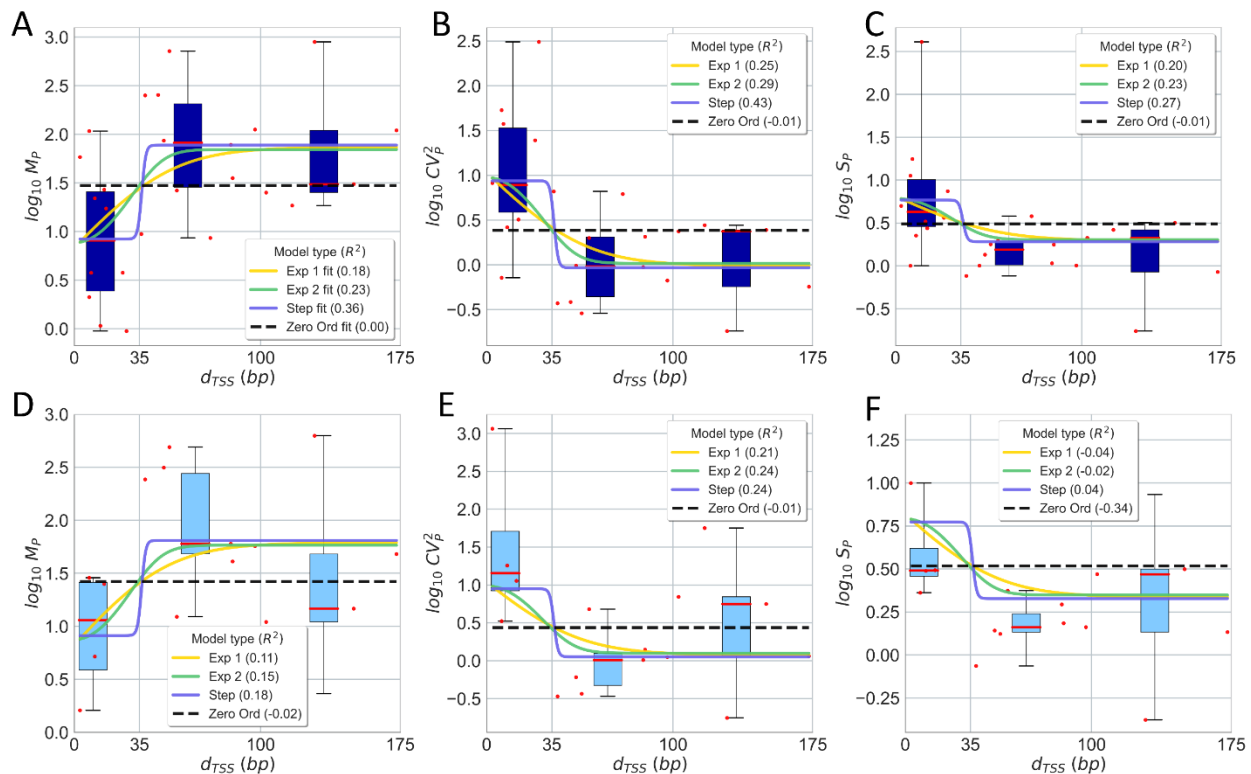 A
log10 MP
3.0
2.5
2.0
1.5
1.0
0.5
0.0
Model type (R²)
Exp 1 fit (0.18)
Exp 2 fit (0.23)
Step fit (0.36)
Zero Ord fit (0.00)
0 35 100 175
dTSS (bp)
B
log10 CV²P
2.5
2.0
1.5
1.0
0.5
0.0
−0.5
Model type (R²)
Exp 1 (0.25)
Exp 2 (0.29)
Step (0.43)
Zero Ord (-0.01)
0 35 100 175
dTSS (bp)
C
log10 SP
2.5
2.0
1.5
1.0
0.5
0.0
−0.5
Model type (R²)
Exp 1 (0.20)
Exp 2 (0.23)
Step (0.27)
Zero Ord (-0.01)
0 35 100 175
dTSS (bp)
D
log10 MP
3.0
2.5
2.0
1.5
1.0
0.5
0.0
Model type (R²)
Exp 1 (0.11)
Exp 2 (0.15)
Step (0.18)
Zero Ord (-0.02)
0 35 100 175
dTSS (bp)
E
log10 CV²P
3.0
2.5
2.0
1.5
1.0
0.5
0.0
−0.5
Model type (R²)
Exp 1 (0.21)
Exp 2 (0.24)
Step (0.24)
Zero Ord (-0.01)
0 35 100 175
dTSS (bp)
F
log10 SP
1.25
1.00
0.75
0.50
0.25
0.00
−0.25
Model type (R²)
Exp 1 (-0.04)
Exp 2 (-0.02)
Step (0.04)
Zero Ord (-0.34)
0 35 100 175
dTSS (bp)